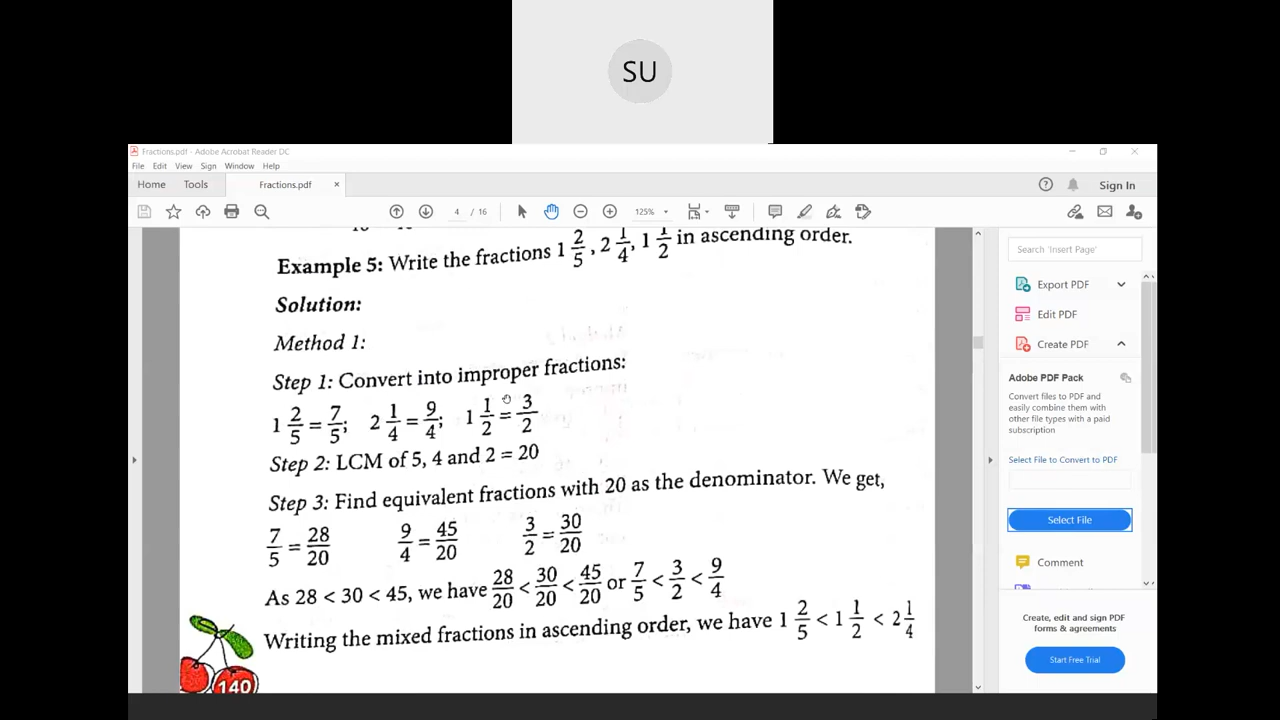 SU
Fractions.pdf - Adobe Acrobat Reader DC
File Edit View Sign Window Help
Home Tools Fractions.pdf × Sign In
4 / 16 125%
Example 5: Write the fractions 1 2/5, 2 1/4, 1 1/2 in ascending order.
Solution:
Method 1:
Step 1: Convert into improper fractions:
1 2/5 = 7/5; 2 1/4 = 9/4; 1 1/2 = 3/2
Step 2: LCM of 5, 4 and 2 = 20
Step 3: Find equivalent fractions with 20 as the denominator. We get,
7/5 = 28/20 9/4 = 45/20 3/2 = 30/20
As 28 < 30 < 45, we have 28/20 < 30/20 < 45/20 or 7/5 < 3/2 < 9/4
Writing the mixed fractions in ascending order, we have 1 2/5 < 1 1/2 < 2 1/4
140
Search 'Insert Page'
Export PDF
Edit PDF
Create PDF
Adobe PDF Pack
Convert files to PDF and
easily combine them with
other file types with a paid
subscription
Select File to Convert to PDF
Select File
Comment
Create, edit and sign PDF
forms & agreements
Start Free Trial